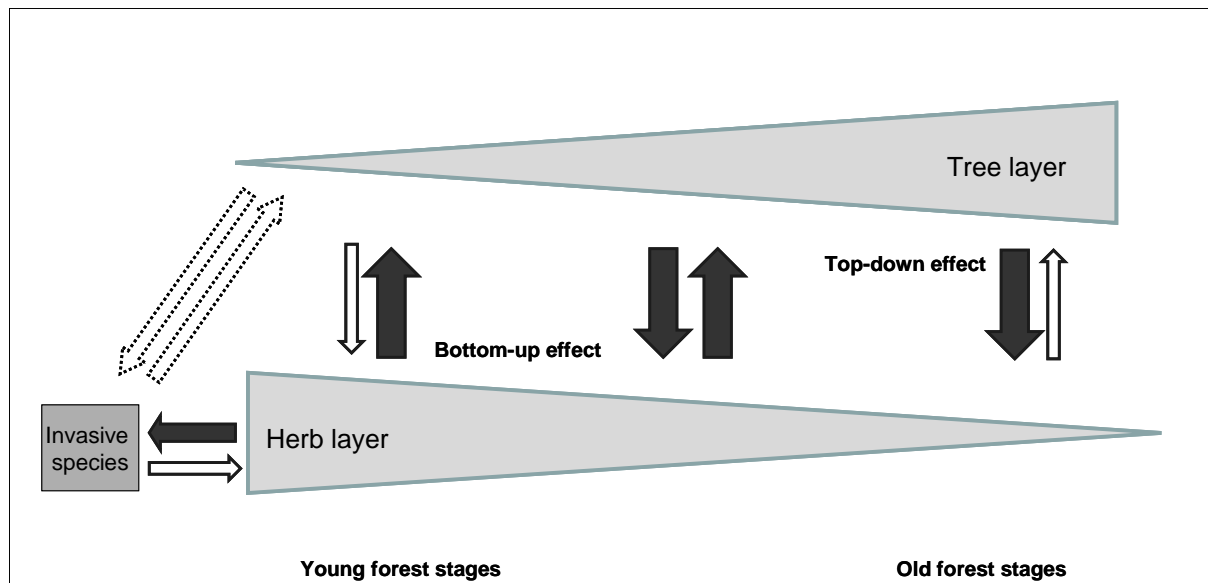 Tree layer
Top-down effect
Bottom-up effect
Invasive
species
Herb layer
Young forest stages
Old forest stages